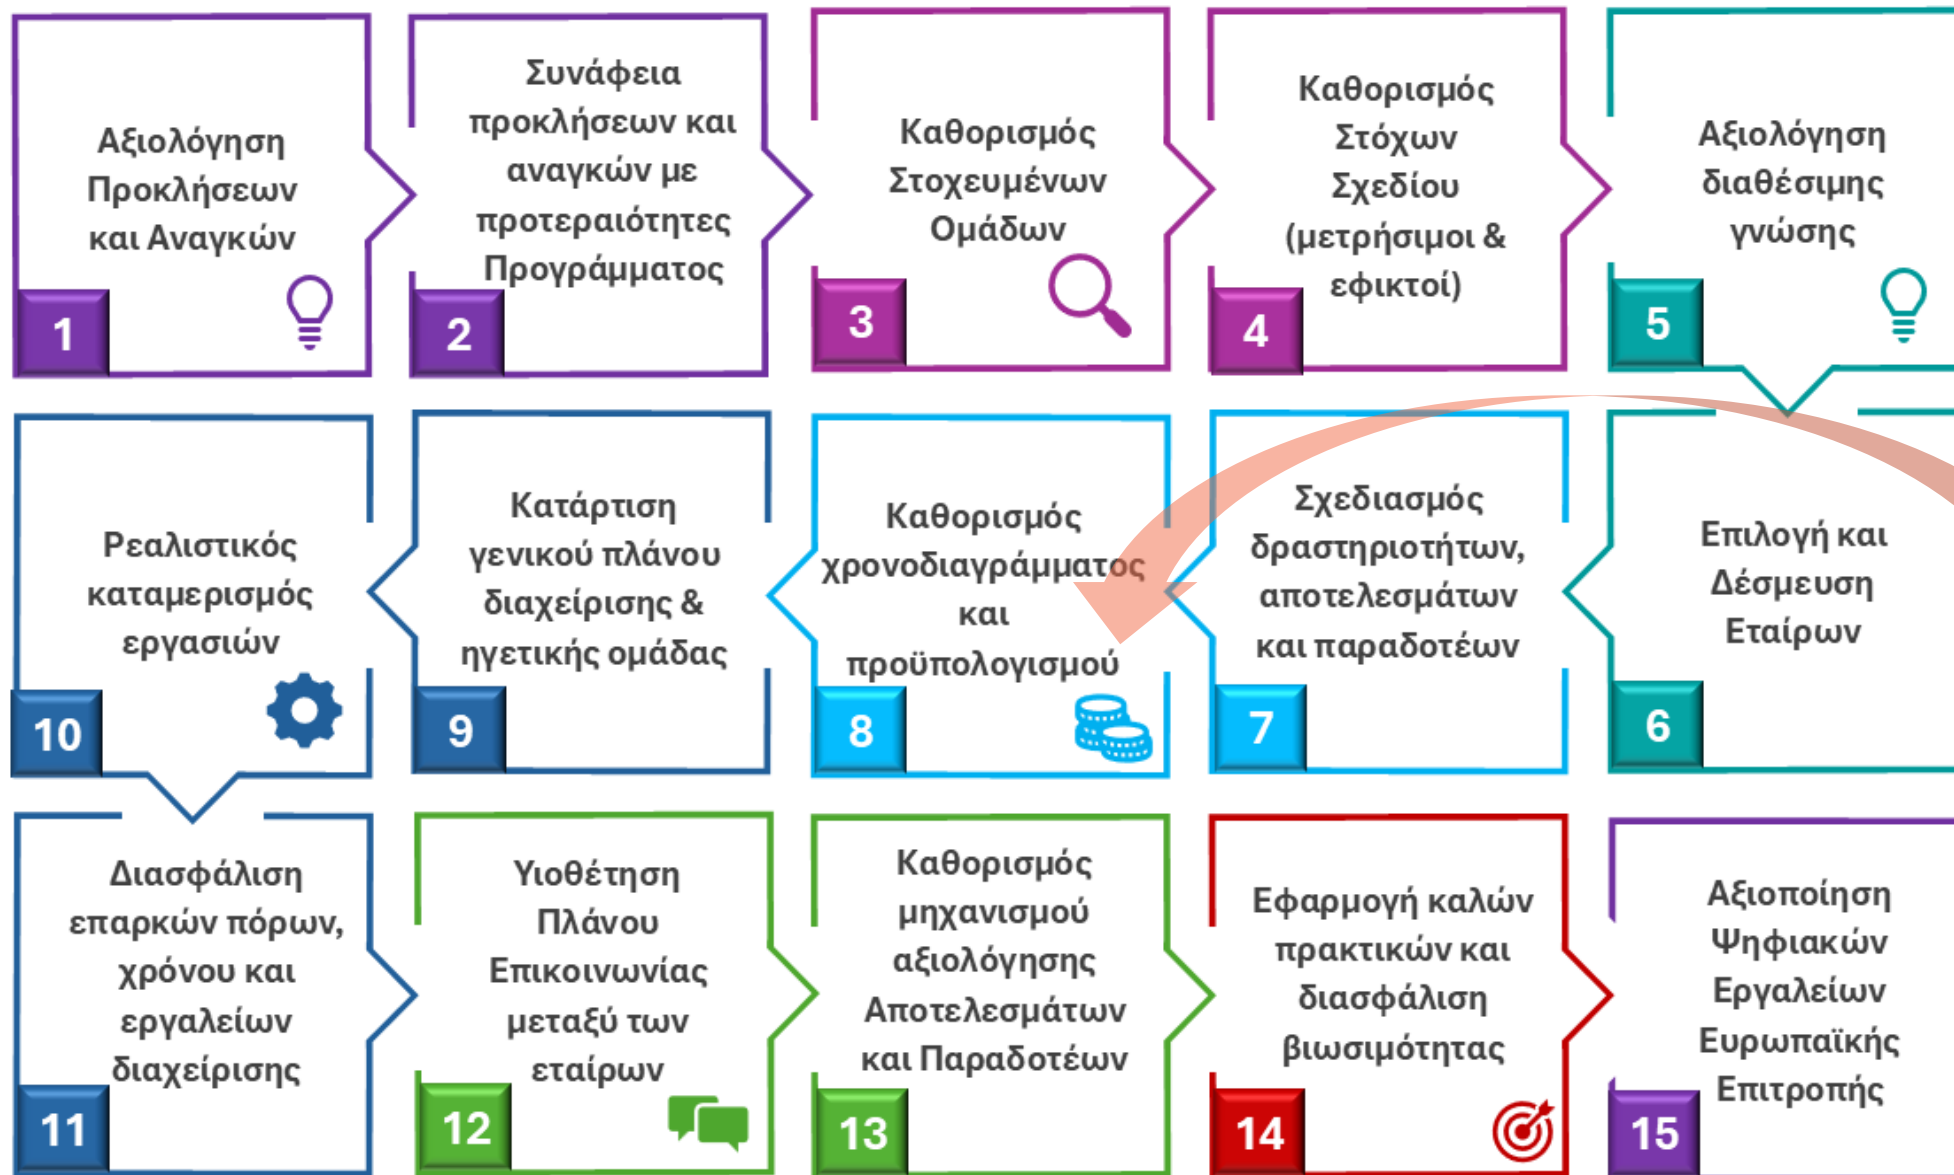 Αξιολόγηση
Προκλήσεων
και Αναγκών
1
Συνάφεια
προκλήσεων και
αναγκών με
προτεραιότητες
Προγράμματος
2
Καθορισμός
Στοχευμένων
Ομάδων
3
Καθορισμός
Στόχων
Σχεδίου
(μετρήσιμοι &
εφικτοί)
4
Αξιολόγηση
διαθέσιμης
γνώσης
5
Επιλογή και
Δέσμευση
Εταίρων
6
Σχεδιασμός
δραστηριοτήτων,
αποτελεσμάτων
και παραδοτέων
7
Καθορισμός
χρονοδιαγράμματος
και
προϋπολογισμού
8
Κατάρτιση
γενικού πλάνου
διαχείρισης &
ηγετικής ομάδας
9
Ρεαλιστικός
καταμερισμός
εργασιών
10
Διασφάλιση
επαρκών πόρων,
χρόνου και
εργαλείων
διαχείρισης
11
Υιοθέτηση
Πλάνου
Επικοινωνίας
μεταξύ των
εταίρων
12
Καθορισμός
μηχανισμού
αξιολόγησης
Αποτελεσμάτων
και Παραδοτέων
13
Εφαρμογή καλών
πρακτικών και
διασφάλιση
βιωσιμότητας
14
Αξιοποίηση
Ψηφιακών
Εργαλείων
Ευρωπαϊκής
Επιτροπής
15